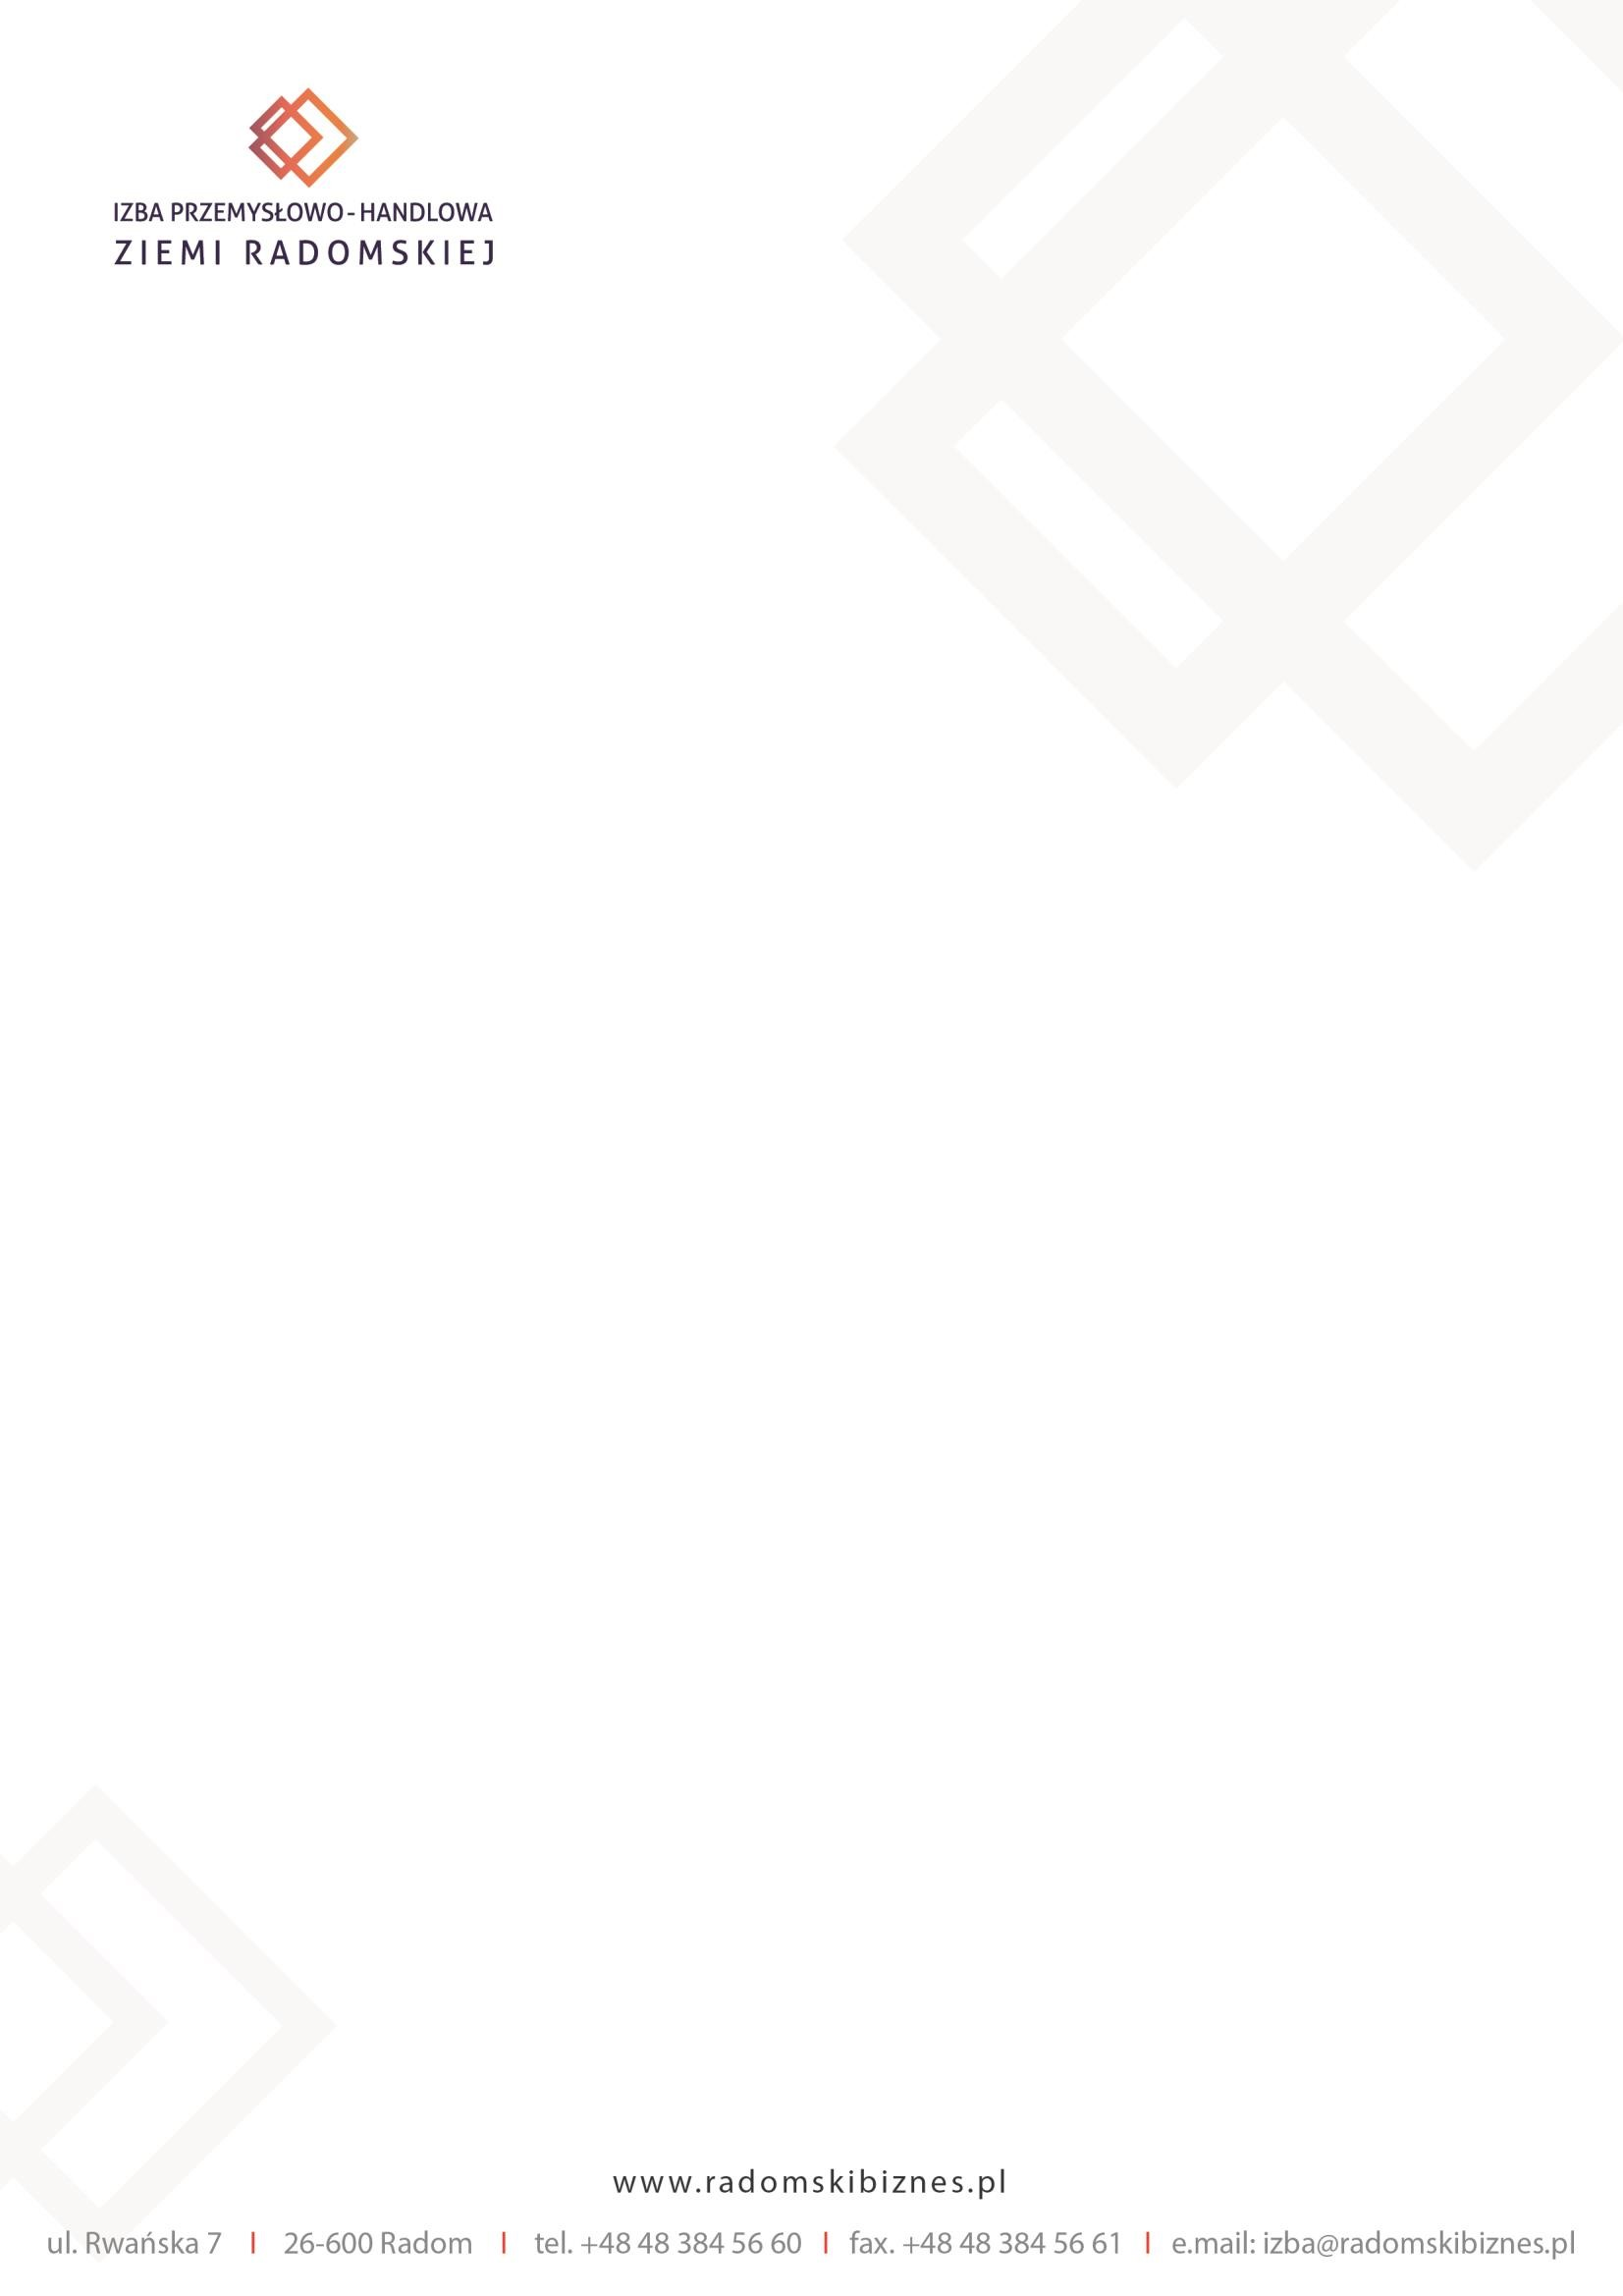 IZBA PRZEMYSŁOWO-HANDLOWA
ZIEMI RADOMSKIEJ
www.radomskibiznes.pl
ul. Rwańska 7 | 26-600 Radom | tel. +48 48 384 56 60 | fax. +48 48 384 56 61 | e.mail: izba@radomskibiznes.pl